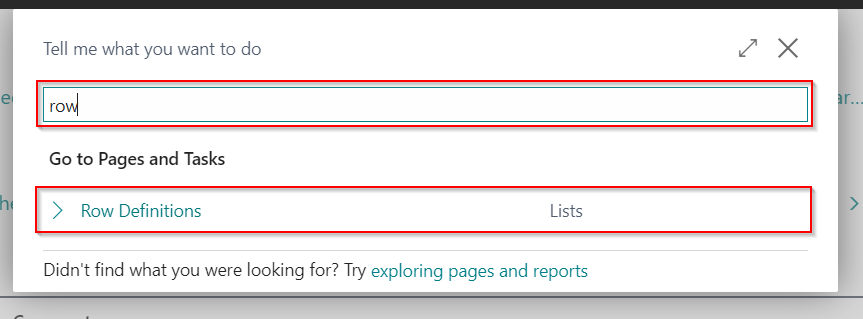 Tell me what you want to do
row
Go to Pages and Tasks
Row Definitions Lists
Didn't find what you were looking for? Try exploring pages and reports